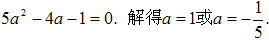 5a² − 4a − 1 = 0. 解得a = 1或a = −1/5.